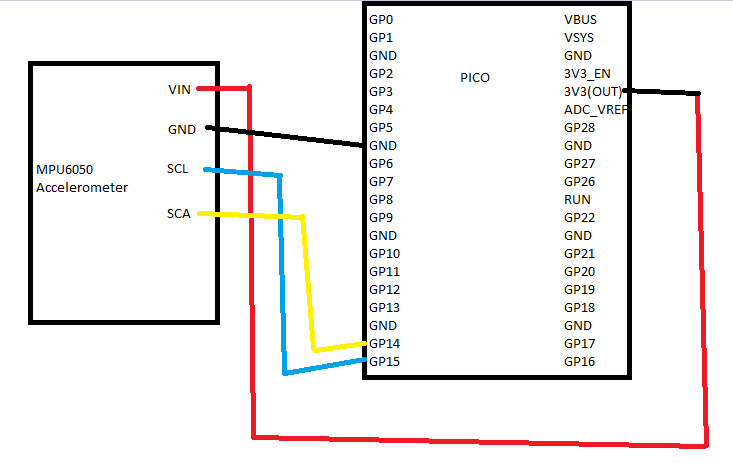 VIN
GND
SCL
SCA
MPU6050
Accelerometer
PICO
GP0
GP1
GND
GP2
GP3
GP4
GP5
GND
GP6
GP7
GP8
GP9
GND
GP10
GP11
GP12
GP13
GND
GP14
GP15
VBUS
VSYS
GND
3V3_EN
3V3(OUT)
ADC_VREF
GP28
GND
GP27
GP26
RUN
GP22
GND
GP21
GP20
GP19
GP18
GND
GP17
GP16